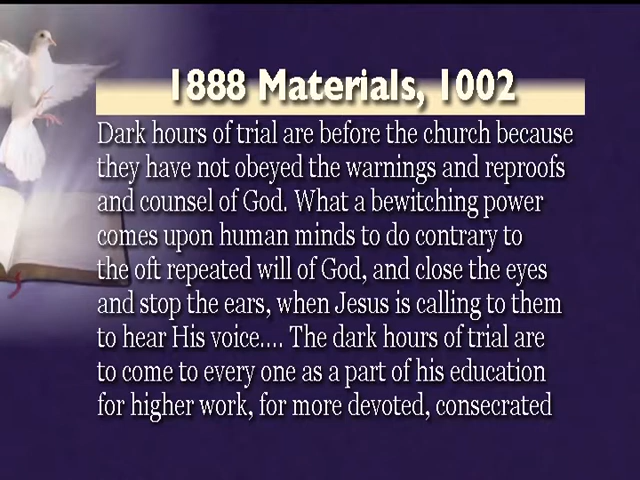 1888 Materials, 1002
Dark hours of trial are before the church because
they have not obeyed the warnings and reproofs
and counsel of God. What a bewitching power
comes upon human minds to do contrary to
the oft repeated will of God, and close the eyes
and stop the ears, when Jesus is calling to them
to hear His voice.... The dark hours of trial are
to come to every one as a part of his education
for higher work, for more devoted, consecrated